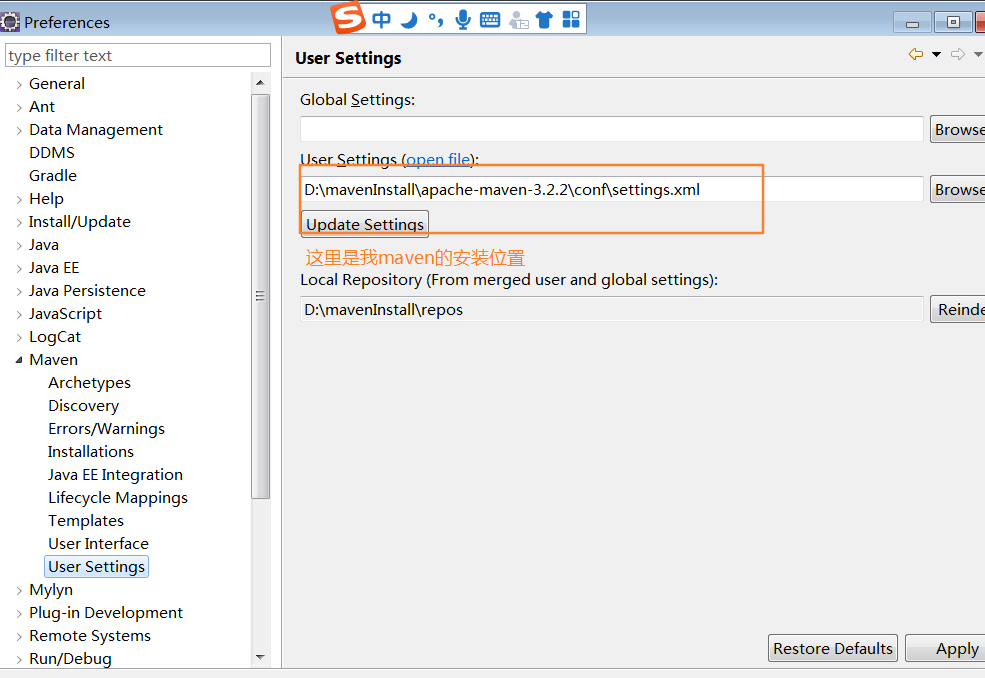 Preferences
中
type filter text
General
Ant
Data Management
DDMS
Gradle
Help
Install/Update
Java
Java EE
Java Persistence
JavaScript
LogCat
Maven
Archetypes
Discovery
Errors/Warnings
Installations
Java EE Integration
Lifecycle Mappings
Templates
User Interface
User Settings
Mylyn
Plug-in Development
Remote Systems
Run/Debug
User Settings
Global Settings:
Browse
User Settings (open file):
D:\mavenInstall\apache-maven-3.2.2\conf\settings.xml
Browse
Update Settings
这里是我maven的安装位置
Local Repository (From merged user and global settings):
D:\mavenInstall\repos
Reinde
Restore Defaults
Apply